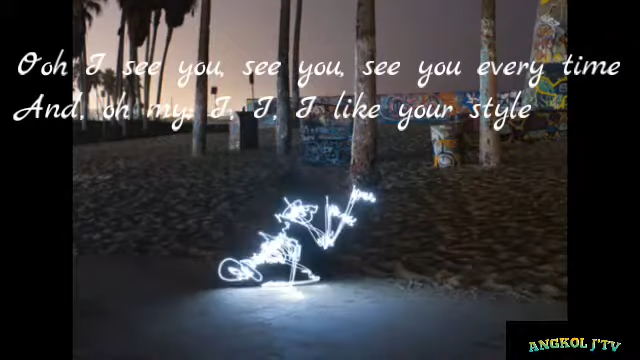 Ooh I see you, see you, see you every time
And, oh my, I, I, I like your style
ANGKOL J'TV